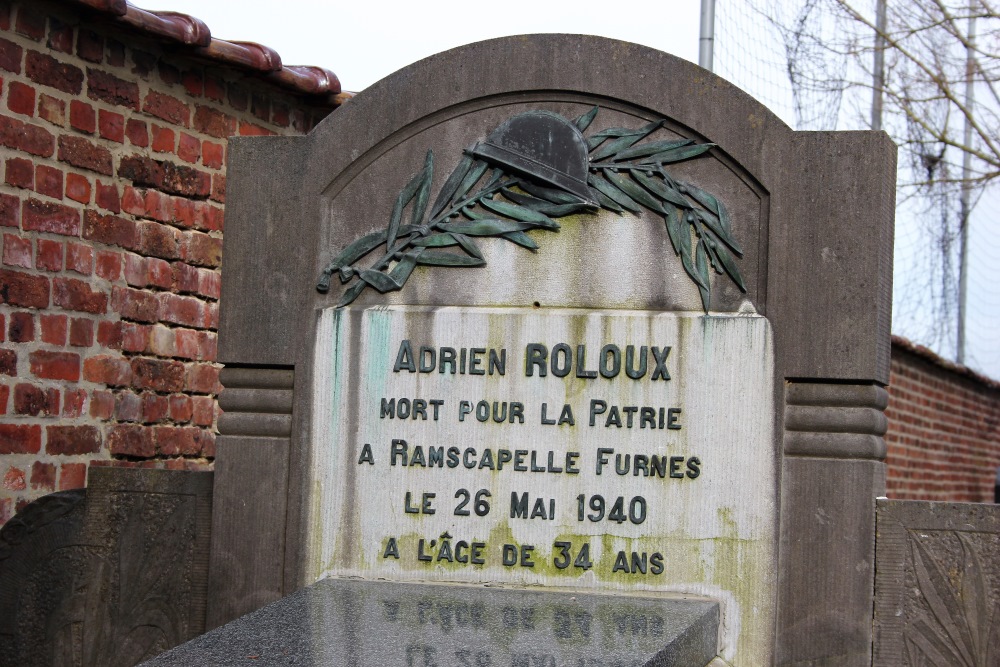 Adrien ROLOUX
MORT POUR LA PATRIE
A RAMSCAPELLE FURNES
LE 26 MAI 1940
A L'ÂGE DE 34 ANS